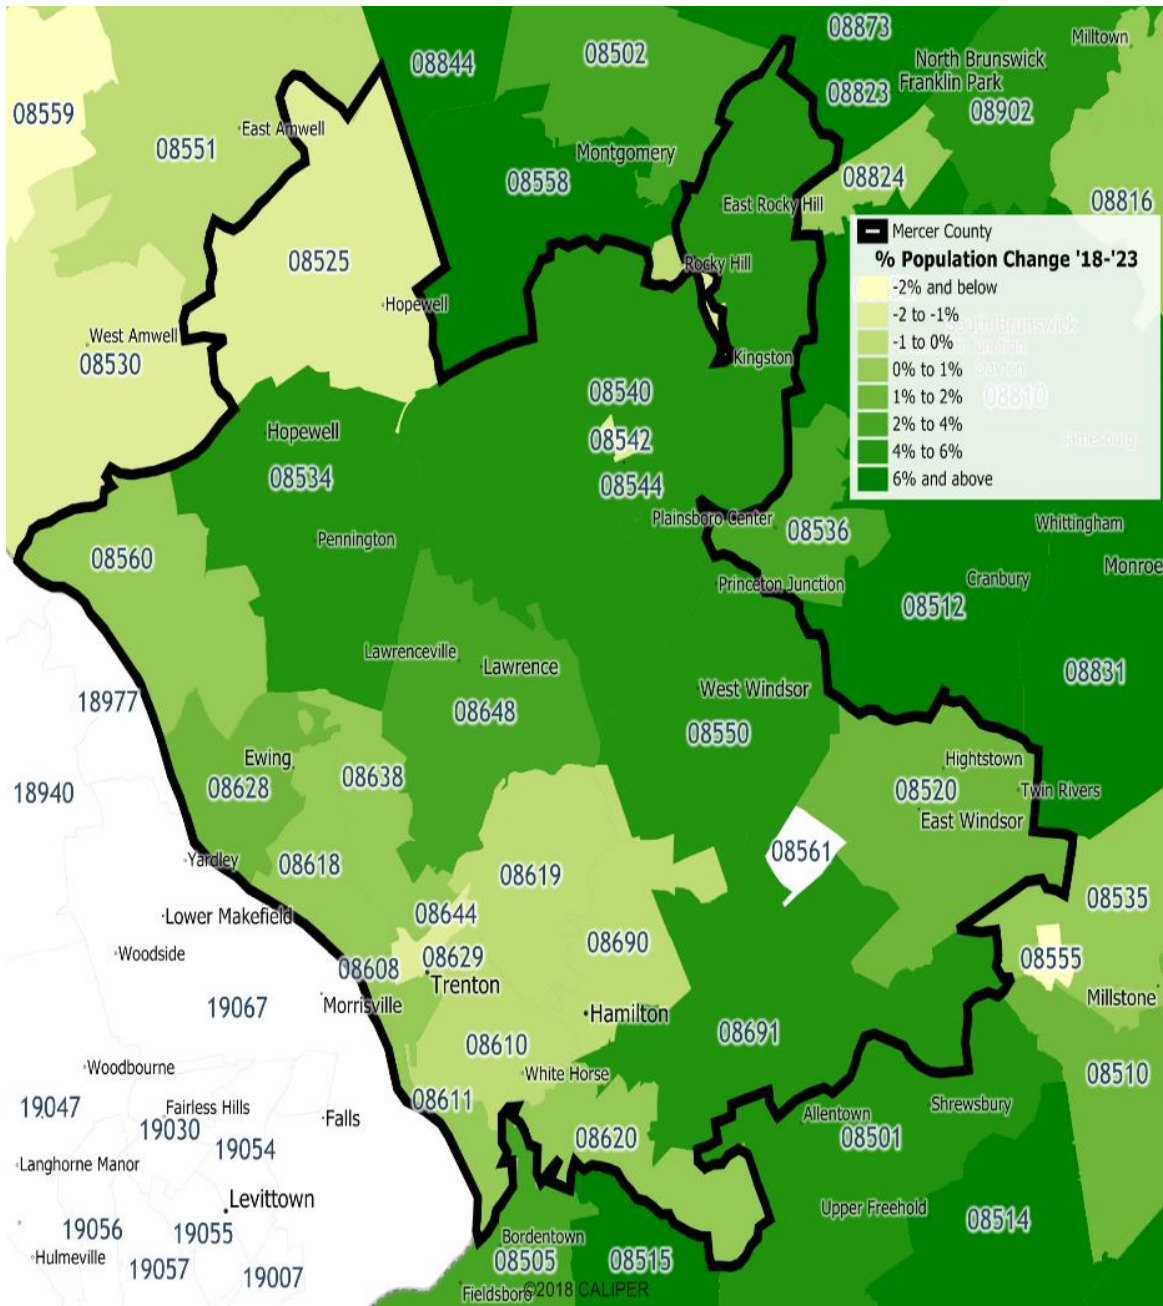 08873
Milltown
08844
08502
North Brunswick
Franklin Park
08823
08559
08902
East Amwell
08551
Montgomery
08558
08824
08816
East Rocky Hill
Mercer County
% Population Change '18-'23
-2% and below
-2 to -1%
-1 to 0%
0% to 1%
1% to 2%
2% to 4%
4% to 6%
6% and above
South Brunswick
Dayton
08810
Jamesburg
08525
Rocky Hill
Hopewell
West Amwell
08530
Kingston
08540
Hopewell
08542
08534
08544
Plainsboro Center
08536
Whittingham
Pennington
08560
Monroe
Princeton Junction
Cranbury
08512
Lawrenceville
Lawrence
08831
18977
West Windsor
08648
08550
Ewing
Hightstown
08638
08628
08520
Twin Rivers
18940
East Windsor
08561
Yardley
08618
08619
08535
Lower Makefield
08644
08690
Woodside
08629
08608
08555
Trenton
Morrisville
Millstone
19067
Hamilton
08691
08610
Woodbourne
White Horse
08510
08611
19047
Fairless Hills
Shrewsbury
Allentown
Falls
19030
08501
08620
19054
Langhorne Manor
Levittown
Upper Freehold
08514
19056
19055
Bordentown
Hulmeville
08505
08515
19057
19007
Fieldsboro
©2018 CALIPER